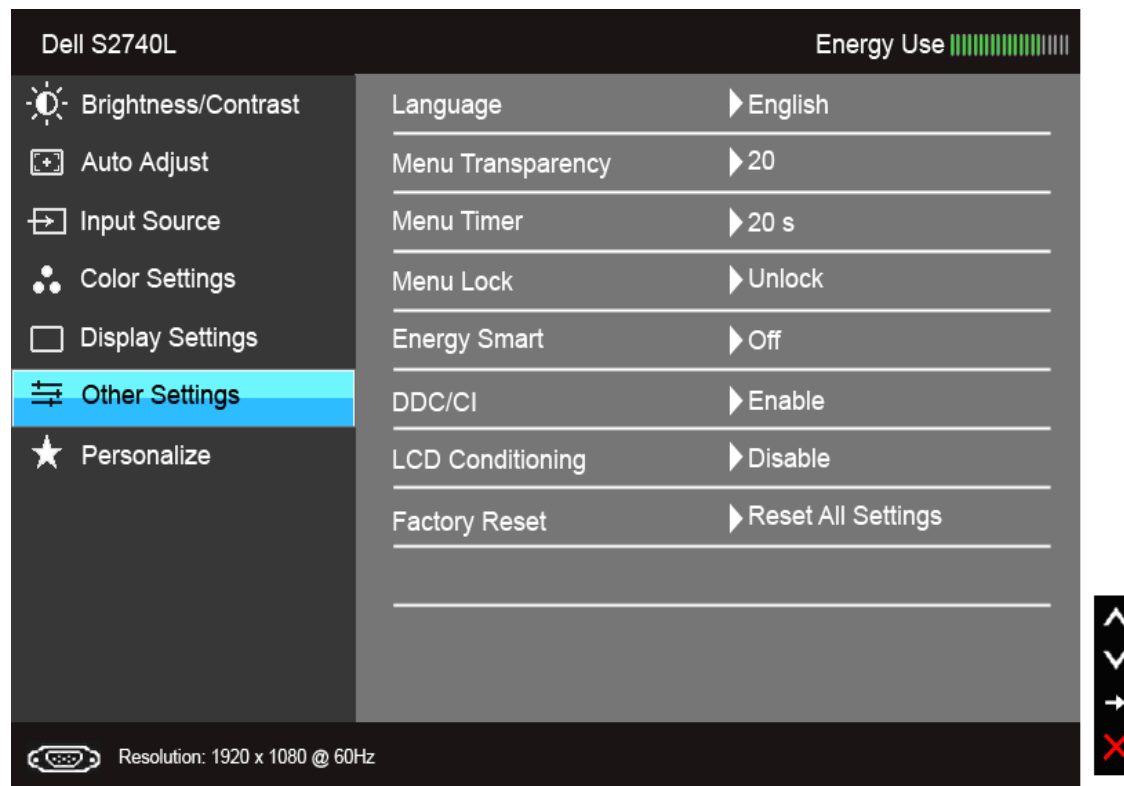 Dell S2740L Energy Use
Brightness/Contrast
Auto Adjust
Input Source
Color Settings
Display Settings
Other Settings
Personalize
Language English
Menu Transparency 20
Menu Timer 20 s
Menu Lock Unlock
Energy Smart Off
DDC/CI Enable
LCD Conditioning Disable
Factory Reset Reset All Settings
Resolution: 1920 x 1080 @ 60Hz